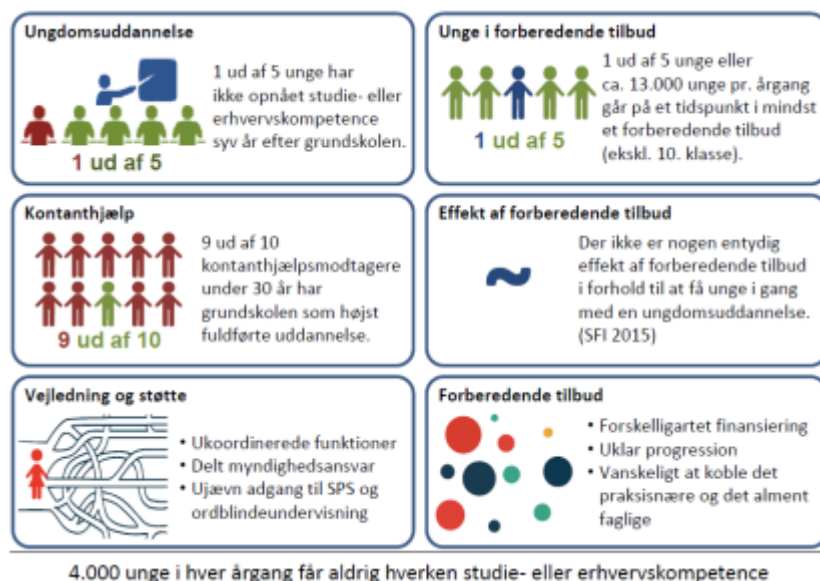 Ungdomsuddannelse
1 ud af 5 unge har
ikke opnået studie- eller
erhvervskompetence
syv år efter grundskolen.
1 ud af 5
Unge i forberedende tilbud
1 ud af 5 unge eller
ca. 13.000 unge pr. årgang
går på et tidspunkt i mindst
et forberedende tilbud
(ekskl. 10. klasse).
1 ud af 5
Kontanthjælp
9 ud af 10
kontanthjælpsmodtagere
under 30 år har
grundskolen som højst
fuldførte uddannelse.
9 ud af 10
Effekt af forberedende tilbud
~
Der ikke er nogen entydig
effekt af forberedende tilbud
i forhold til at få unge i gang
med en ungdomsuddannelse.
(SFI 2015)
Vejledning og støtte
• Ukoordinerede funktioner
• Delt myndighedsansvar
• Ujævn adgang til SPS og
ordblindeundervisning
Forberedende tilbud
• Forskelligartet finansiering
• Uklar progression
• Vanskeligt at koble det
praksisnære og det alment
faglige
4.000 unge i hver årgang får aldrig hverken studie- eller erhvervskompetence